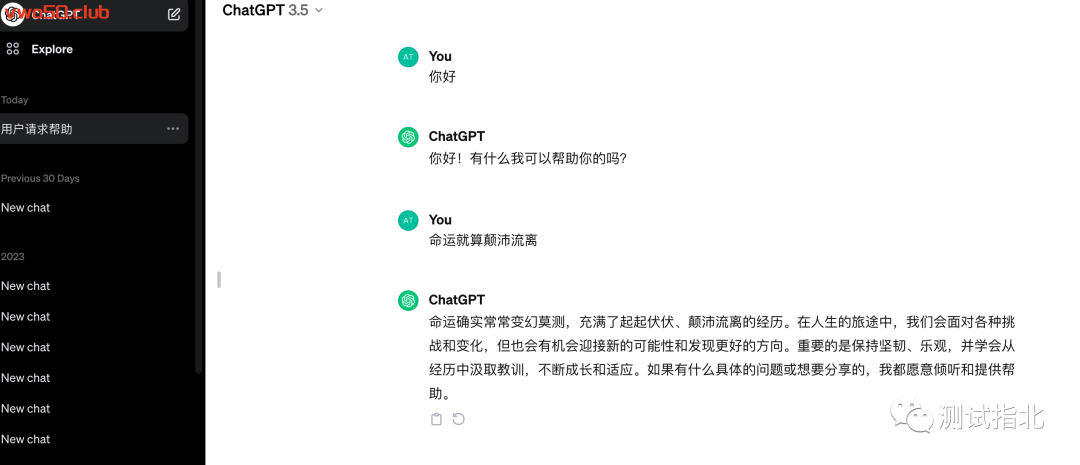 ChatGPT
Explore
Today
用户请求帮助
Previous 30 Days
New chat
2023
New chat
New chat
New chat
New chat
New chat
New chat
ChatGPT 3.5
AT
You
你好
ChatGPT
你好！有什么我可以帮助你的吗？
AT
You
命运就算颠沛流离
ChatGPT
命运确实常常变幻莫测，充满了起起伏伏、颠沛流离的经历。在人生的旅途中，我们会面对各种挑
战和变化，但也会有机会迎接新的可能性和发现更好的方向。重要的是保持坚韧、乐观，并学会从
经历中汲取教训，不断成长和适应。如果有什么具体的问题或想要分享的，我都愿意倾听和提供帮
助。
测试指北